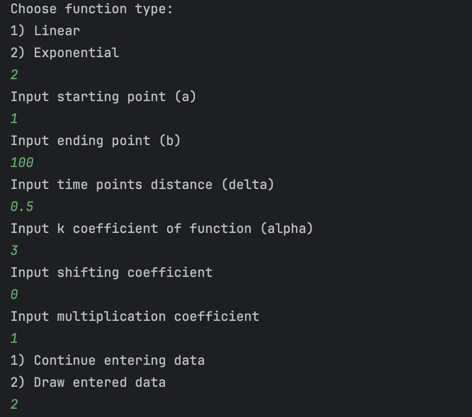 Choose function type:
1) Linear
2) Exponential
2
Input starting point (a)
1
Input ending point (b)
100
Input time points distance (delta)
0.5
Input k coefficient of function (alpha)
3
Input shifting coefficient
0
Input multiplication coefficient
1
1) Continue entering data
2) Draw entered data
2